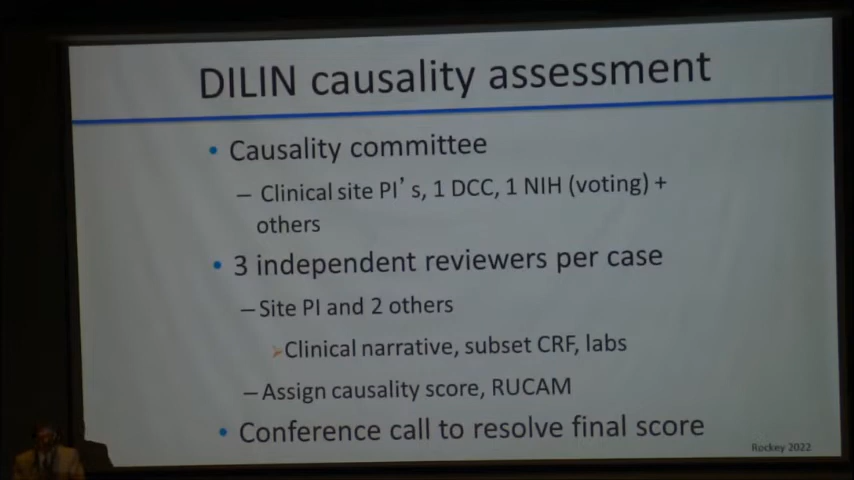 DILIN causality assessment
• Causality committee
– Clinical site PI's, 1 DCC, 1 NIH (voting) +
others
• 3 independent reviewers per case
– Site PI and 2 others
➢ Clinical narrative, subset CRF, labs
– Assign causality score, RUCAM
• Conference call to resolve final score
Rockey 2022